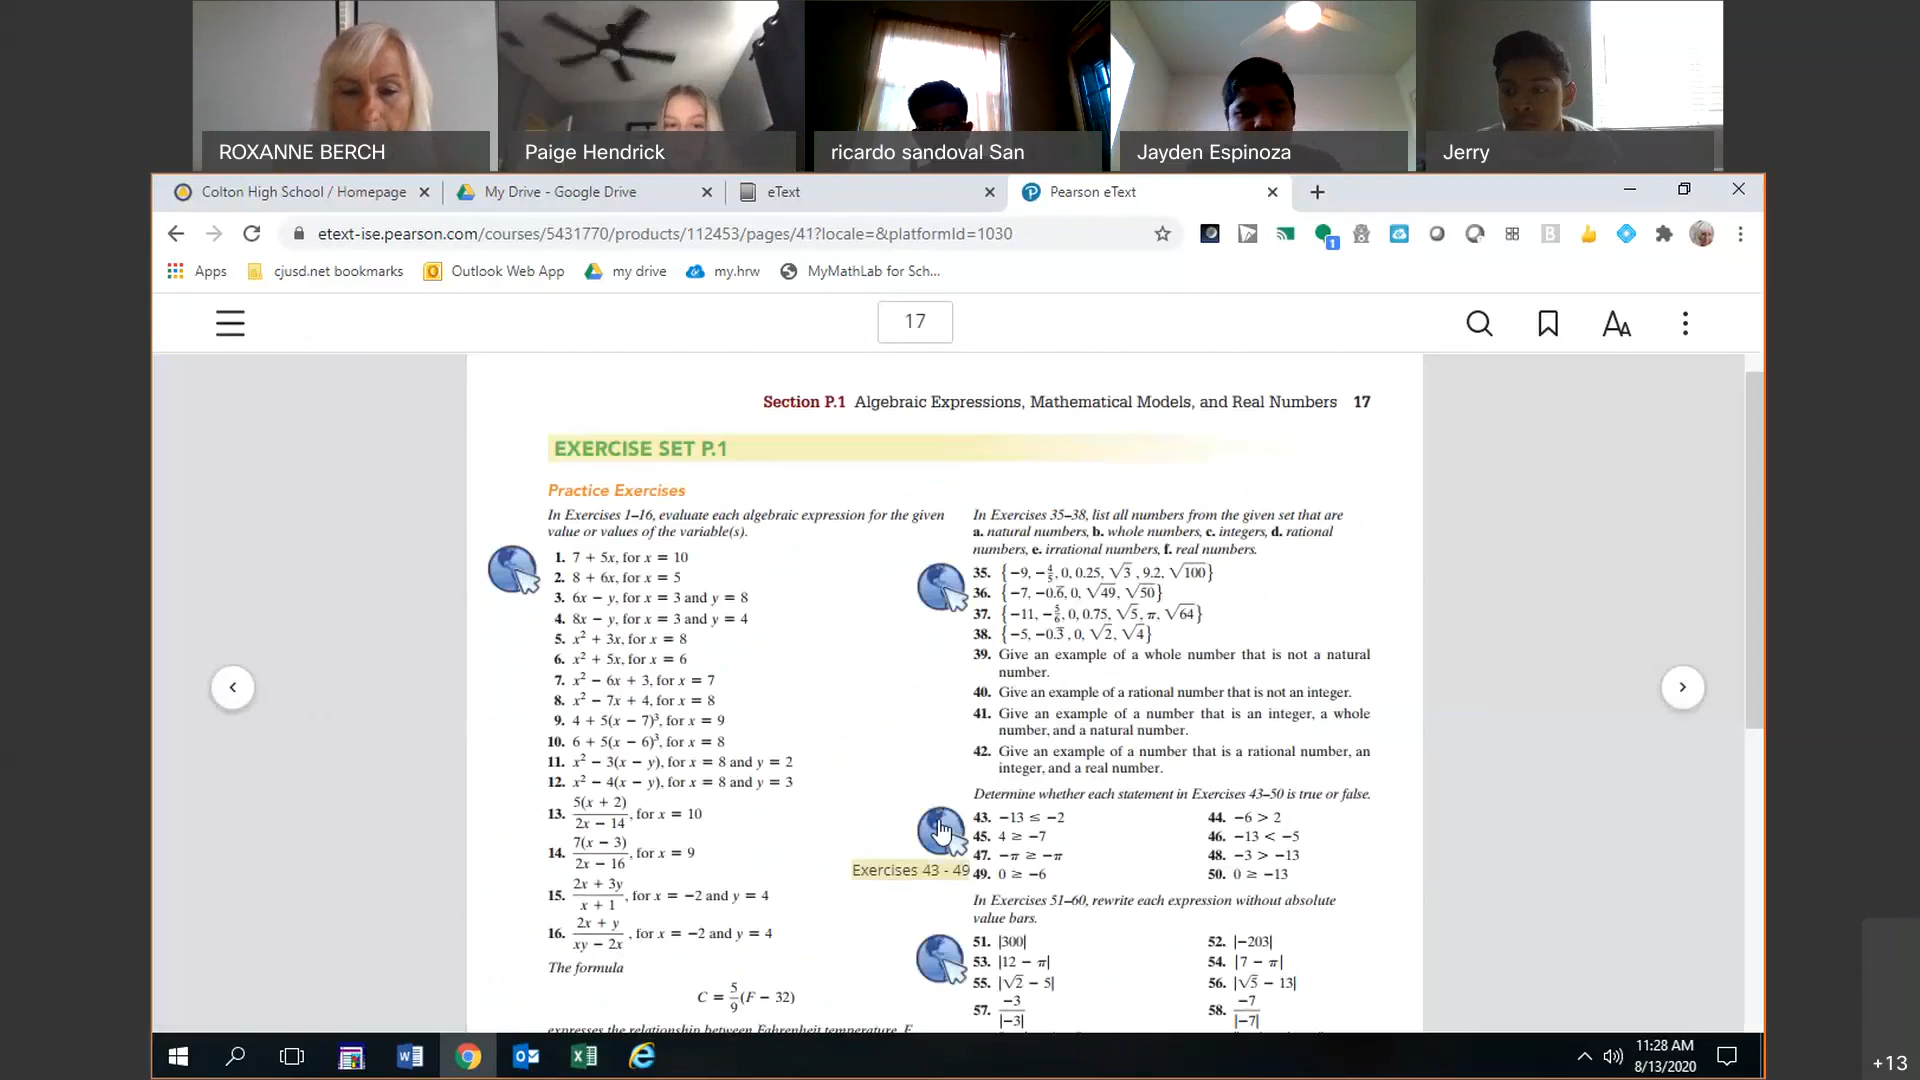 ROXANNE BERCH
Paige Hendrick
ricardo sandoval San
Jayden Espinoza
Jerry
Colton High School / Homepage
My Drive - Google Drive
eText
Pearson eText
etext-ise.pearson.com/courses/5431770/products/112453/pages/41?locale=&platformId=1030
1
Apps
cjusd.net bookmarks
Outlook Web App
my drive
my.hrw
MyMathLab for Sch...
17
Section P.1 Algebraic Expressions, Mathematical Models, and Real Numbers 17
EXERCISE SET P.1
Practice Exercises
In Exercises 1–16, evaluate each algebraic expression for the given
value or values of the variable(s).
1. 7 + 5x, for x = 10
2. 8 + 6x, for x = 5
3. 6x − y, for x = 3 and y = 8
4. 8x − y, for x = 3 and y = 4
5. x² + 3x, for x = 8
6. x² + 5x, for x = 6
7. x² − 6x + 3, for x = 7
8. x² − 7x + 4, for x = 8
9. 4 + 5(x − 7)³, for x = 9
10. 6 + 5(x − 6)³, for x = 8
11. x² − 3(x − y), for x = 8 and y = 2
12. x² − 4(x − y), for x = 8 and y = 3
13. 5(x + 2)/2x − 14, for x = 10
14. 7(x − 3)/2x − 16, for x = 9
15. 2x + 3y/x + 1, for x = −2 and y = 4
16. 2x + y/xy − 2x, for x = −2 and y = 4
The formula
C = 5/9(F − 32)
expresses the relationship between Fahrenheit temperature, F,
In Exercises 35–38, list all numbers from the given set that are
a. natural numbers, b. whole numbers, c. integers, d. rational
numbers, e. irrational numbers, f. real numbers.
35. {−9, −4/5, 0, 0.25, √3, 9.2, √100}
36. {−7, −0.6̅, 0, √49, √50}
37. {−11, −5/6, 0, 0.75, √5, π, √64}
38. {−5, −0.3̅, 0, √2, √4}
39. Give an example of a whole number that is not a natural
number.
40. Give an example of a rational number that is not an integer.
41. Give an example of a number that is an integer, a whole
number, and a natural number.
42. Give an example of a number that is a rational number, an
integer, and a real number.
Determine whether each statement in Exercises 43–50 is true or false.
43. −13 ≤ −2 44. −6 > 2
45. 4 ≥ −7 46. −13 < −5
47. −π ≥ −π 48. −3 > −13
Exercises 43 - 49
49. 0 ≥ −6 50. 0 ≥ −13
In Exercises 51–60, rewrite each expression without absolute
value bars.
51. |300| 52. |−203|
53. |12 − π| 54. |7 − π|
55. |√2 − 5| 56. |√5 − 13|
57. −3/|−3| 58. −7/|−7|
11:28 AM
8/13/2020
+13